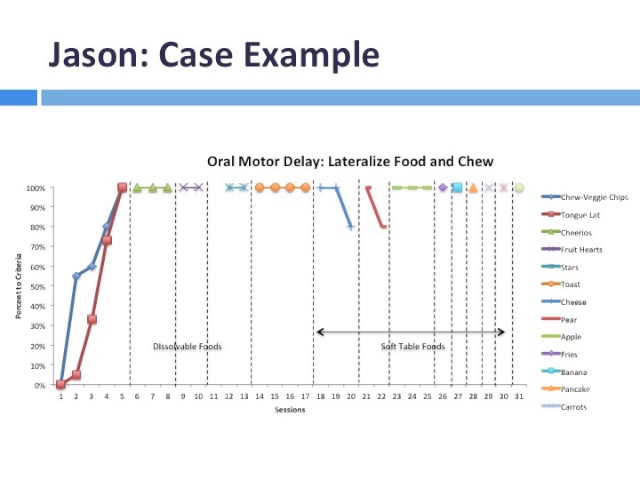 Jason: Case Example
Oral Motor Delay: Lateralize Food and Chew
Percent to Criteria
100%
90%
80%
70%
60%
50%
40%
30%
20%
10%
0%
Dissolvable Foods
Soft Table Foods
1 2 3 4 5 6 7 8 9 10 11 12 13 14 15 16 17 18 19 20 21 22 23 24 25 26 27 28 29 30 31
Sessions
Chew-Veggie Chips
Tongue Lat
Cheerios
Fruit Hearts
Stars
Toast
Cheese
Pear
Apple
Fries
Banana
Pancake
Carrots